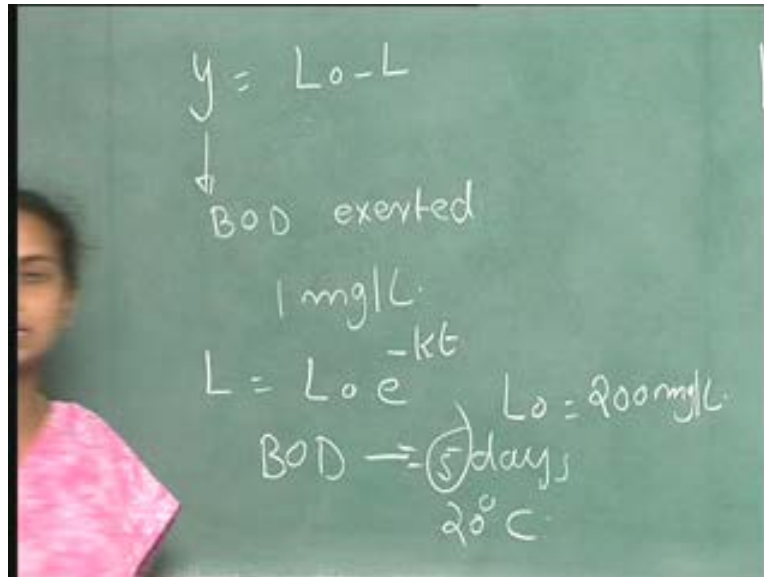 y = Lo - L
↓
BOD exerted
1 mg/L.
L = Lo e^-kt
Lo = 200 mg/L.
BOD → = 5 days
20° C.